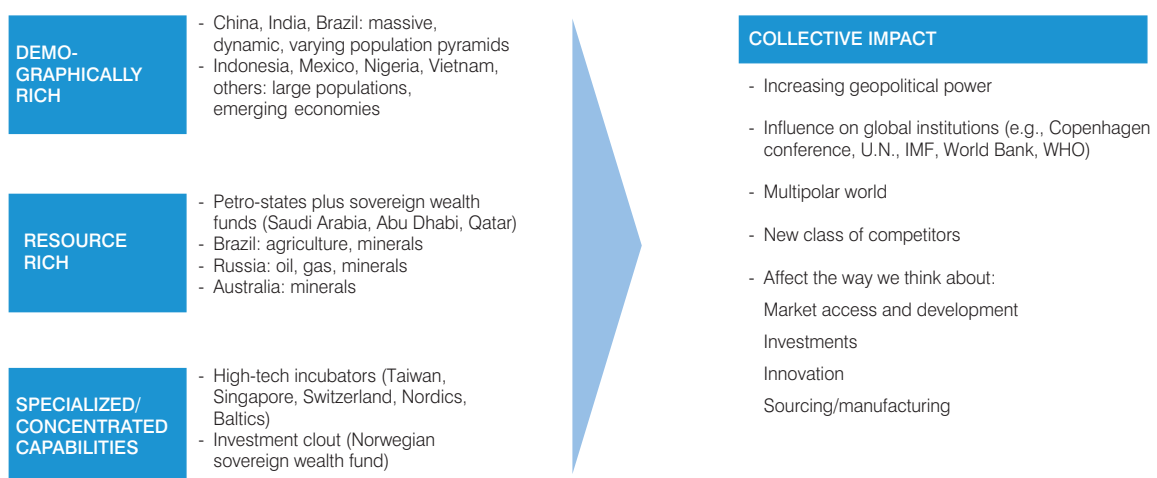 DEMO-
GRAPHICALLY
RICH
- China, India, Brazil: massive,
dynamic, varying population pyramids
- Indonesia, Mexico, Nigeria, Vietnam,
others: large populations,
emerging economies
RESOURCE
RICH
- Petro-states plus sovereign wealth
funds (Saudi Arabia, Abu Dhabi, Qatar)
- Brazil: agriculture, minerals
- Russia: oil, gas, minerals
- Australia: minerals
SPECIALIZED/
CONCENTRATED
CAPABILITIES
- High-tech incubators (Taiwan,
Singapore, Switzerland, Nordics,
Baltics)
- Investment clout (Norwegian
sovereign wealth fund)
COLLECTIVE IMPACT
- Increasing geopolitical power
- Influence on global institutions (e.g., Copenhagen
conference, U.N., IMF, World Bank, WHO)
- Multipolar world
- New class of competitors
- Affect the way we think about:
Market access and development
Investments
Innovation
Sourcing/manufacturing